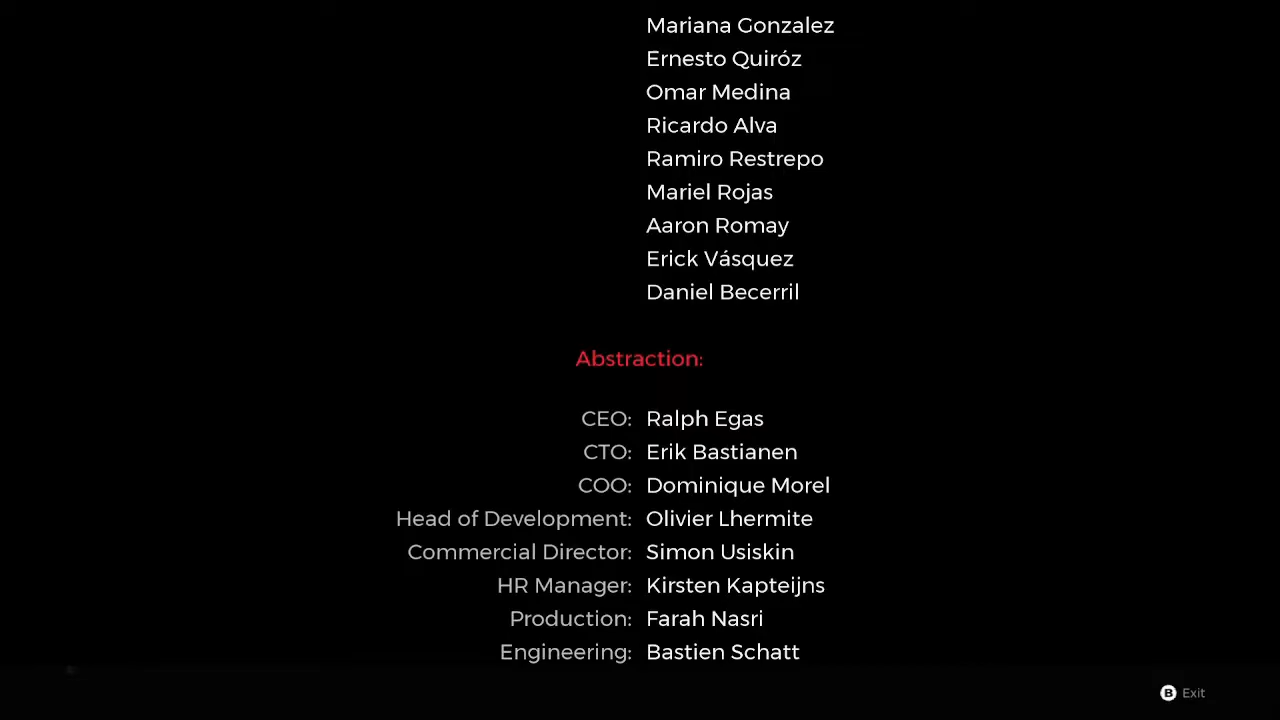 Mariana Gonzalez
Ernesto Quiróz
Omar Medina
Ricardo Alva
Ramiro Restrepo
Mariel Rojas
Aaron Romay
Erick Vásquez
Daniel Becerril
Abstraction:
CEO: Ralph Egas
CTO: Erik Bastianen
COO: Dominique Morel
Head of Development: Olivier Lhermite
Commercial Director: Simon Usiskin
HR Manager: Kirsten Kapteijns
Production: Farah Nasri
Engineering: Bastien Schatt
B Exit